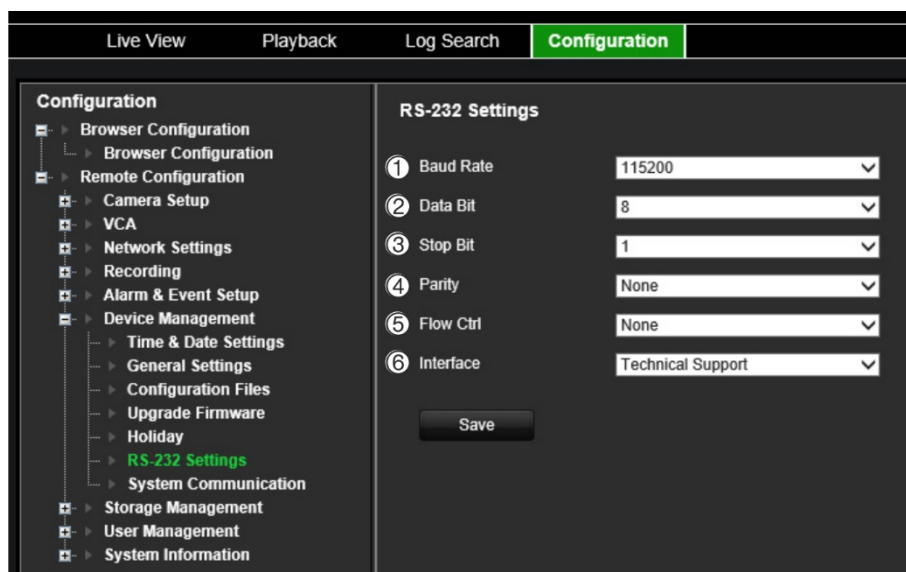 Live View Playback Log Search Configuration
Configuration
Browser Configuration
Browser Configuration
Remote Configuration
Camera Setup
VCA
Network Settings
Recording
Alarm & Event Setup
Device Management
Time & Date Settings
General Settings
Configuration Files
Upgrade Firmware
Holiday
RS-232 Settings
System Communication
Storage Management
User Management
System Information
RS-232 Settings
① Baud Rate 115200
② Data Bit 8
③ Stop Bit 1
④ Parity None
⑤ Flow Ctrl None
⑥ Interface Technical Support
Save